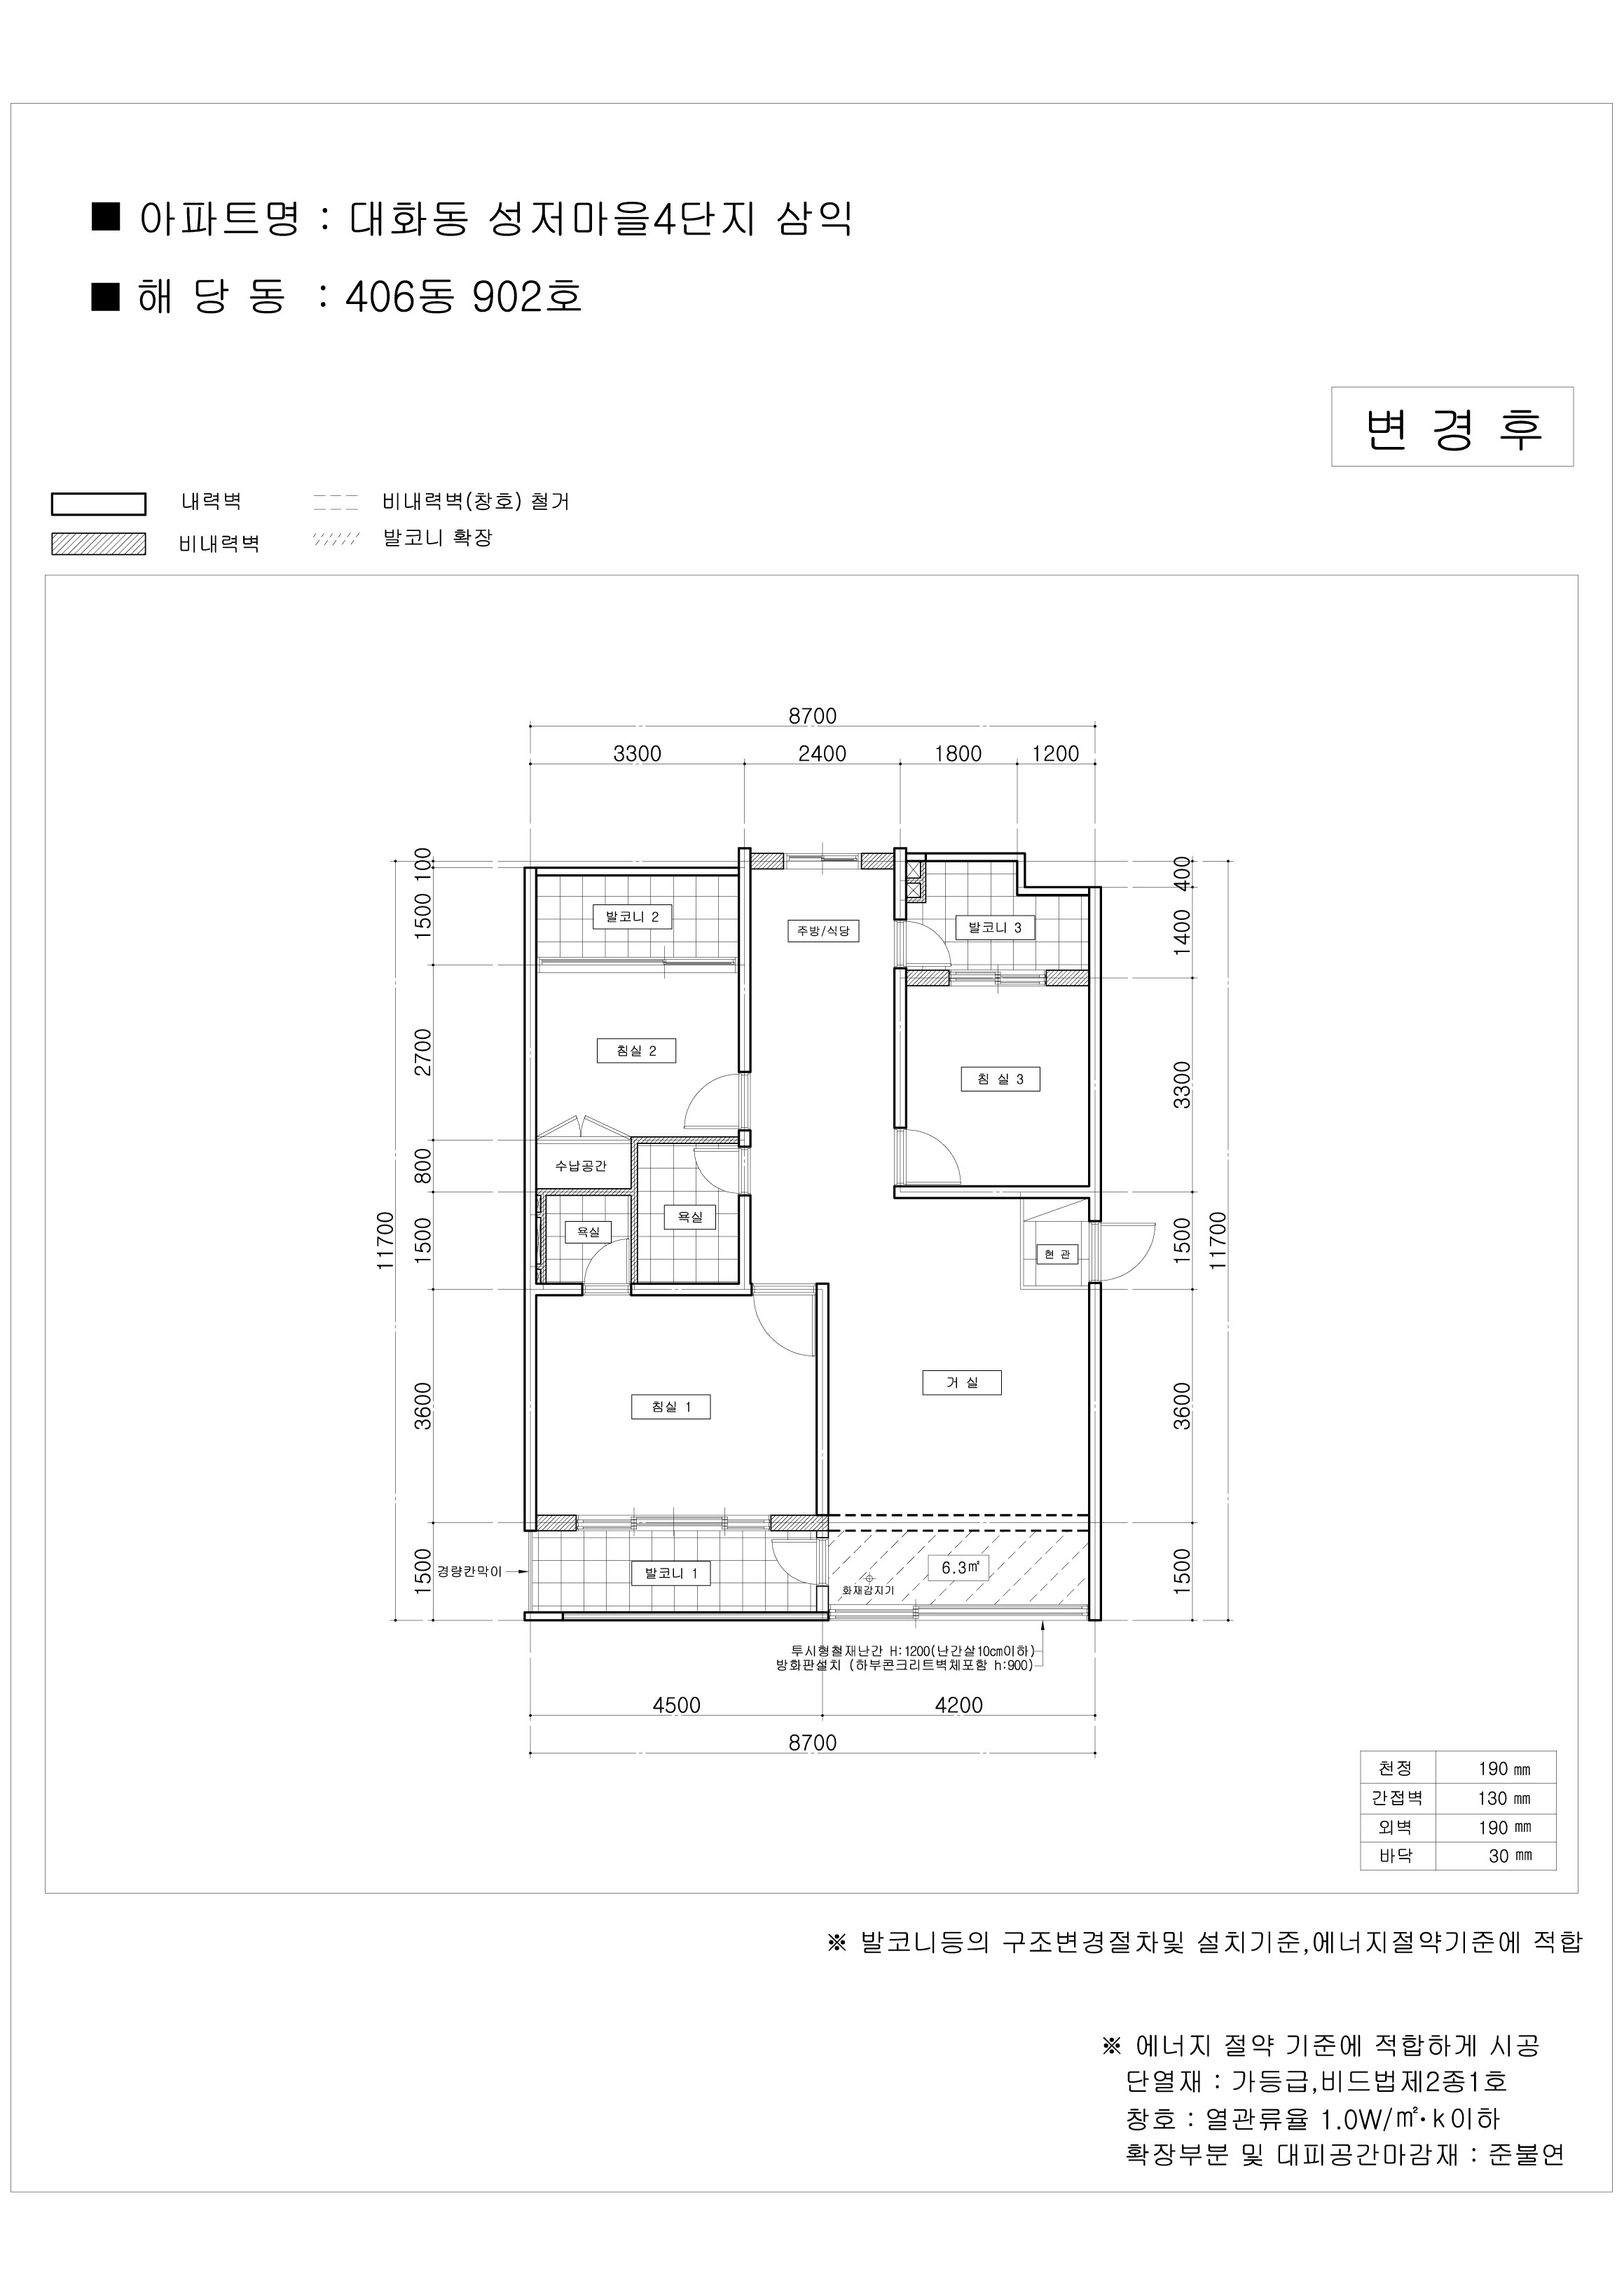 ■ 아파트명 : 대화동 성저마을4단지 삼익
■ 해 당 동 : 406동 902호
변 경 후
내력벽
비내력벽(창호) 철거
비내력벽
발코니 확장
8700
3300 2400 1800 1200
100
1500
2700
800
1500
3600
1500
11700
400
1400
3300
1500
3600
1500
11700
발코니 2
주방/식당
발코니 3
침실 2
침 실 3
수납공간
욕실
욕실
현 관
거 실
침실 1
경량칸막이
발코니 1
6.3㎡
화재감지기
투시형철재난간 H:1200(난간살10cm이하)
방화판설치 (하부콘크리트벽체포함 h:900)
4500 4200
8700
천정 190 ㎜
간접벽 130 ㎜
외벽 190 ㎜
바닥 30 ㎜
※ 발코니등의 구조변경절차및 설치기준,에너지절약기준에 적합
※ 에너지 절약 기준에 적합하게 시공
단열재 : 가등급,비드법제2종1호
창호 : 열관류율 1.0W/㎡·k이하
확장부분 및 대피공간마감재 : 준불연